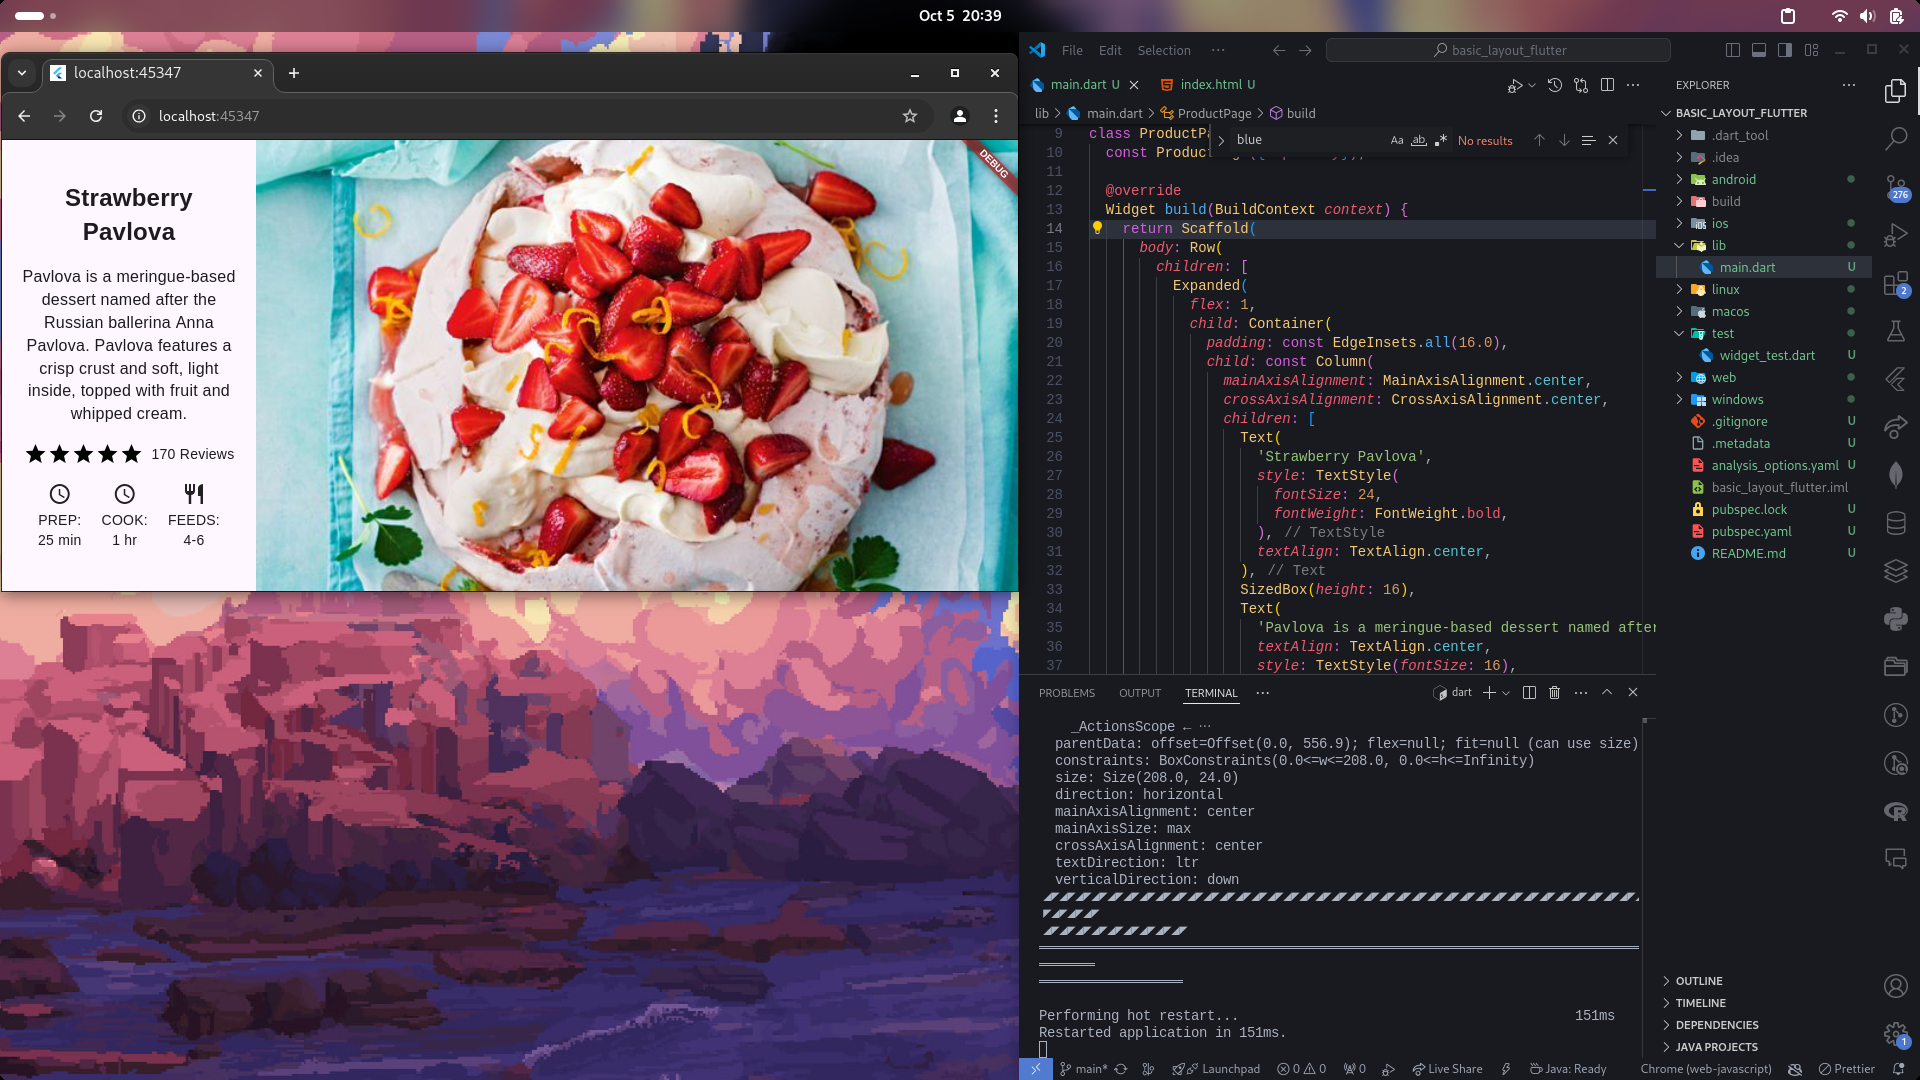 Oct 5 20:39
localhost:45347
localhost:45347
DEBUG
Strawberry
Pavlova
Pavlova is a meringue-based
dessert named after the
Russian ballerina Anna
Pavlova. Pavlova features a
crisp crust and soft, light
inside, topped with fruit and
whipped cream.
170 Reviews
PREP: COOK: FEEDS:
25 min 1 hr 4-6
File Edit Selection ··· basic_layout_flutter
main.dart U index.html U
lib > main.dart > ProductPage > build
blue Aa ab .* No results
9 class ProductPa
10 const Product
11
12 @override
13 Widget build(BuildContext context) {
14 return Scaffold(
15 body: Row(
16 children: [
17 Expanded(
18 flex: 1,
19 child: Container(
20 padding: const EdgeInsets.all(16.0),
21 child: const Column(
22 mainAxisAlignment: MainAxisAlignment.center,
23 crossAxisAlignment: CrossAxisAlignment.center,
24 children: [
25 Text(
26 'Strawberry Pavlova',
27 style: TextStyle(
28 fontSize: 24,
29 fontWeight: FontWeight.bold,
30 ), // TextStyle
31 textAlign: TextAlign.center,
32 ), // Text
33 SizedBox(height: 16),
34 Text(
35 'Pavlova is a meringue-based dessert named after
36 textAlign: TextAlign.center,
37 style: TextStyle(fontSize: 16),
PROBLEMS OUTPUT TERMINAL ··· dart
_ActionsScope ← ···
parentData: offset=Offset(0.0, 556.9); flex=null; fit=null (can use size)
constraints: BoxConstraints(0.0<=w<=208.0, 0.0<=h<=Infinity)
size: Size(208.0, 24.0)
direction: horizontal
mainAxisAlignment: center
mainAxisSize: max
crossAxisAlignment: center
textDirection: ltr
verticalDirection: down
Performing hot restart... 151ms
Restarted application in 151ms.
main* Launchpad 0 0 0 Live Share Java: Ready Chrome (web-javascript) Prettier
EXPLORER ···
BASIC_LAYOUT_FLUTTER
.dart_tool
.idea
android
build
ios
lib
main.dart U
linux
macos
test
widget_test.dart U
web
windows
.gitignore U
.metadata U
analysis_options.yaml U
basic_layout_flutter.iml
pubspec.lock U
pubspec.yaml U
README.md U
OUTLINE
TIMELINE
DEPENDENCIES
JAVA PROJECTS
276
2
1